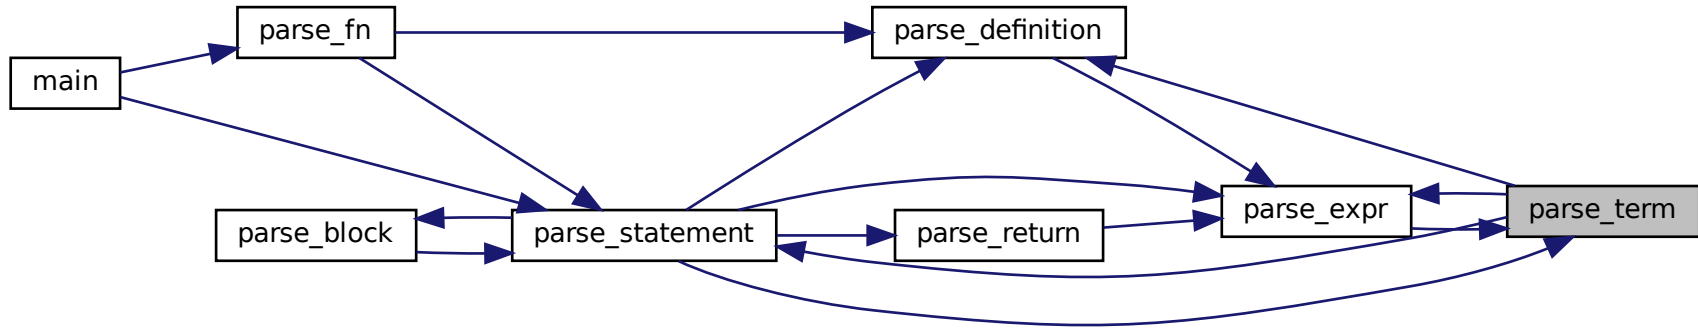 parse_fn
parse_definition
main
parse_block
parse_statement
parse_return
parse_expr
parse_term